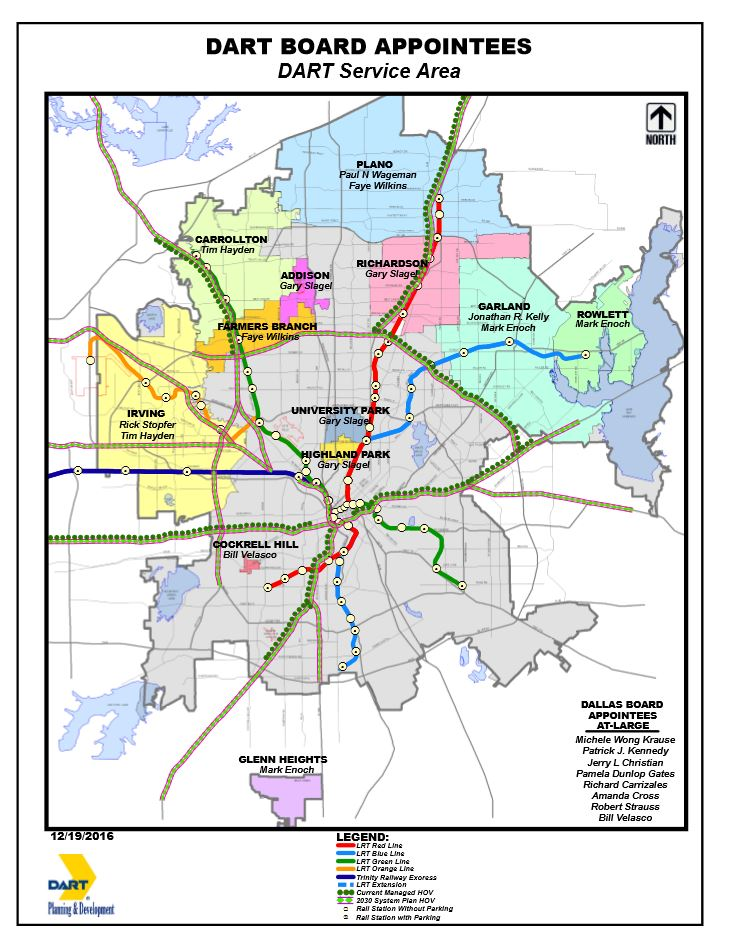 DART BOARD APPOINTEES
DART Service Area
NORTH
PLANO
Paul N Wageman
Faye Wilkins
CARROLLTON
Tim Hayden
ADDISON
Gary Slagel
RICHARDSON
Gary Slagel
GARLAND
Jonathan R. Kelly
Mark Enoch
ROWLETT
Mark Enoch
FARMERS BRANCH
Faye Wilkins
IRVING
Rick Stopfer
Tim Hayden
UNIVERSITY PARK
Gary Slagel
HIGHLAND PARK
Gary Slagel
COCKRELL HILL
Bill Velasco
GLENN HEIGHTS
Mark Enoch
DALLAS BOARD
APPOINTEES
AT-LARGE
Michele Wong Krause
Patrick J. Kennedy
Jerry L Christian
Pamela Dunlop Gates
Richard Carrizales
Amanda Cross
Robert Strauss
Bill Velasco
12/19/2016
DART
Planning & Development
LEGEND:
LRT Red Line
LRT Blue Line
LRT Green Line
LRT Orange Line
Trinity Railway Exoress
LRT Extension
Current Managed HOV
2030 System Plan HOV
Rail Station Without Parking
Rail Station with Parking